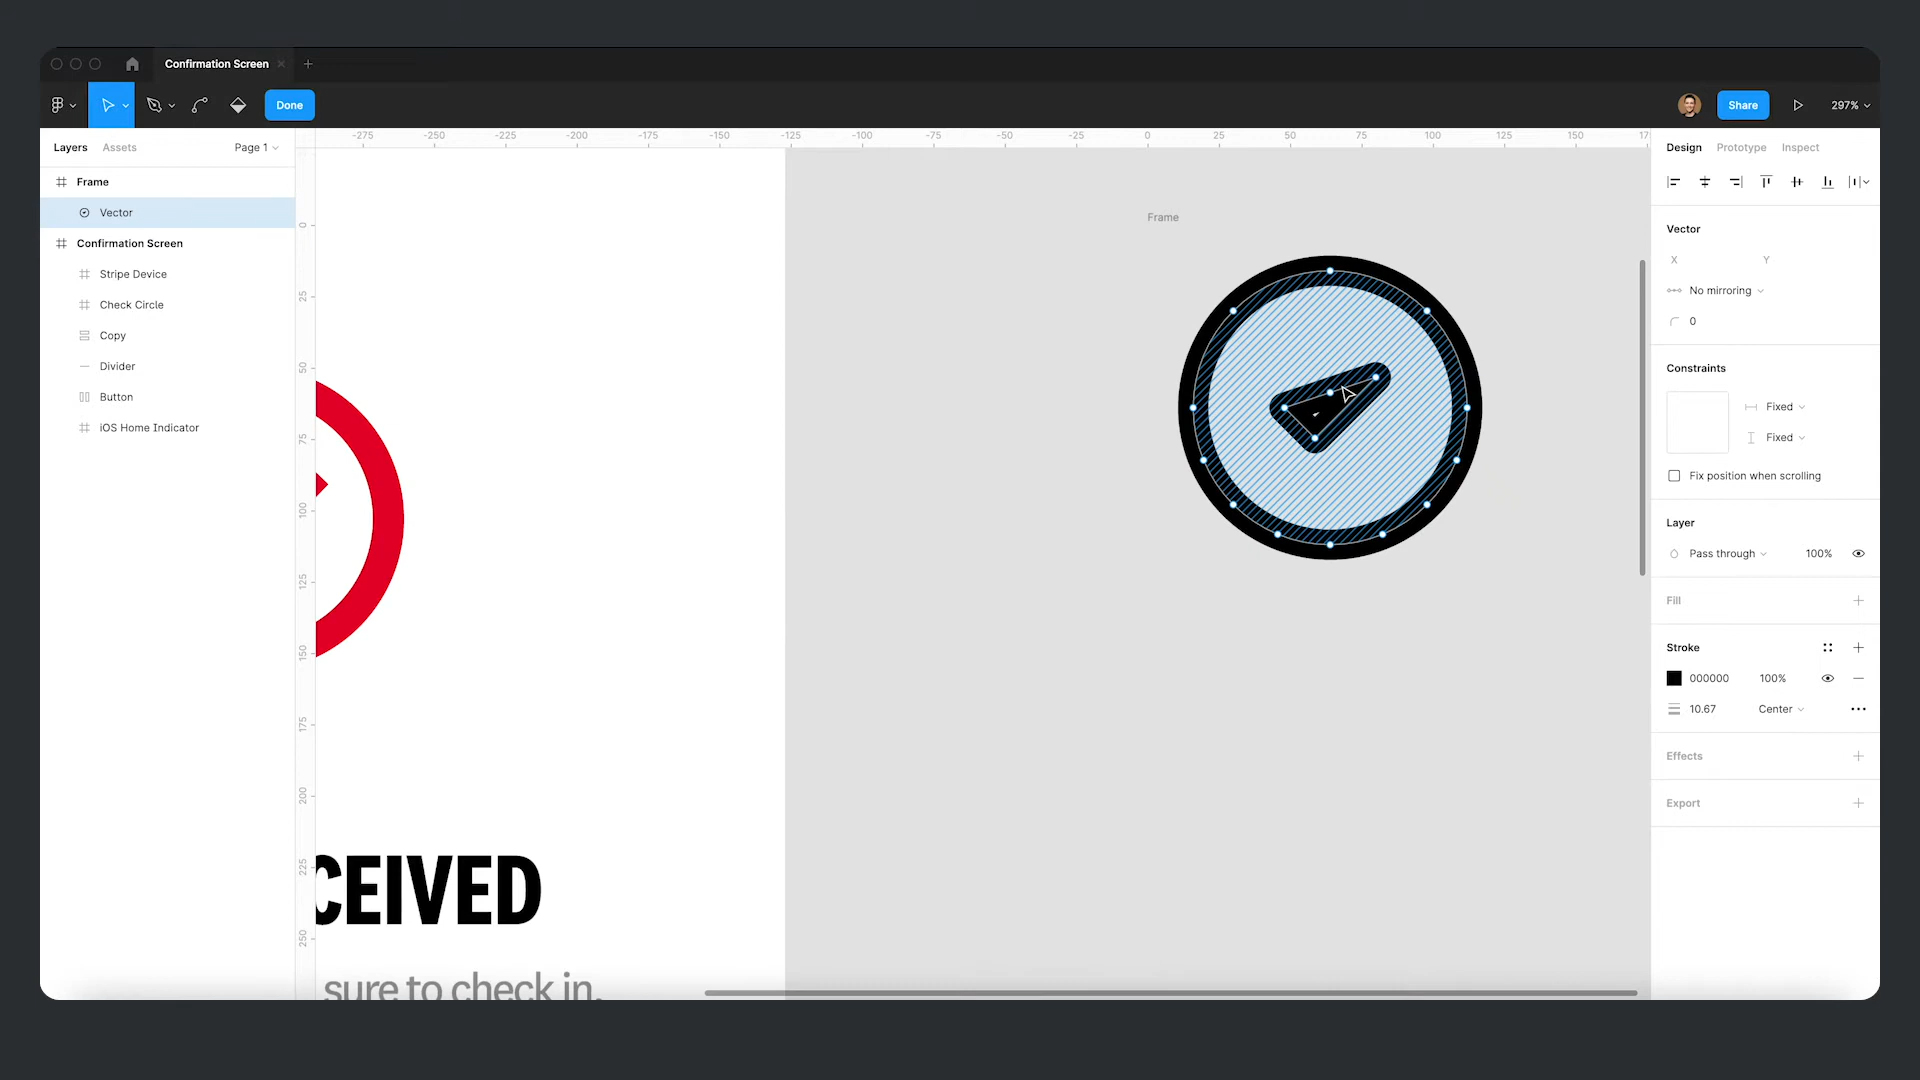 Confirmation Screen
Done
Share
297%
Layers
Assets
Page 1
Frame
Vector
Confirmation Screen
Stripe Device
Check Circle
Copy
Divider
Button
iOS Home Indicator
-275
-250
-225
-200
-175
-150
-125
-100
-75
-50
-25
0
25
50
75
100
125
150
17
0
25
50
75
100
125
150
175
200
225
250
Frame
CEIVED
sure to check in.
Design
Prototype
Inspect
Vector
X
Y
No mirroring
0
Constraints
Fixed
Fixed
Fix position when scrolling
Layer
Pass through
100%
Fill
Stroke
000000
100%
10.67
Center
Effects
Export